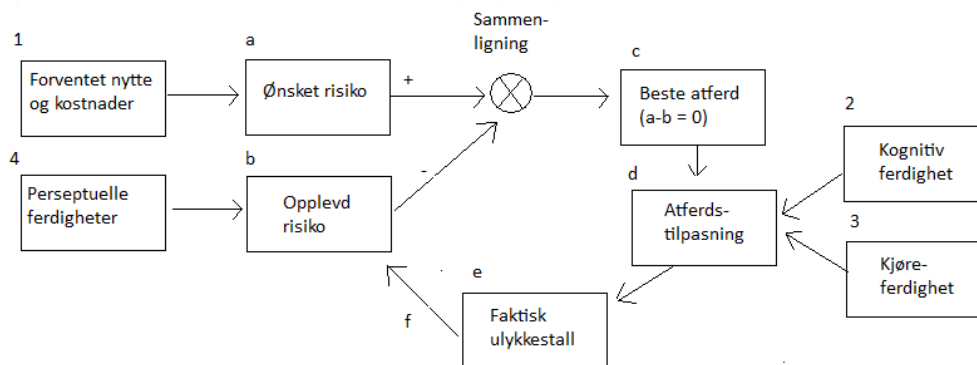 Sammen-
ligning
1
Forventet nytte
og kostnader
a
Ønsket risiko
+
c
Beste atferd
(a-b = 0)
2
Kognitiv
ferdighet
4
Perseptuelle
ferdigheter
b
Opplevd
risiko
-
d
Atferds-
tilpasning
3
Kjøre-
ferdighet
e
Faktisk
ulykkestall
f